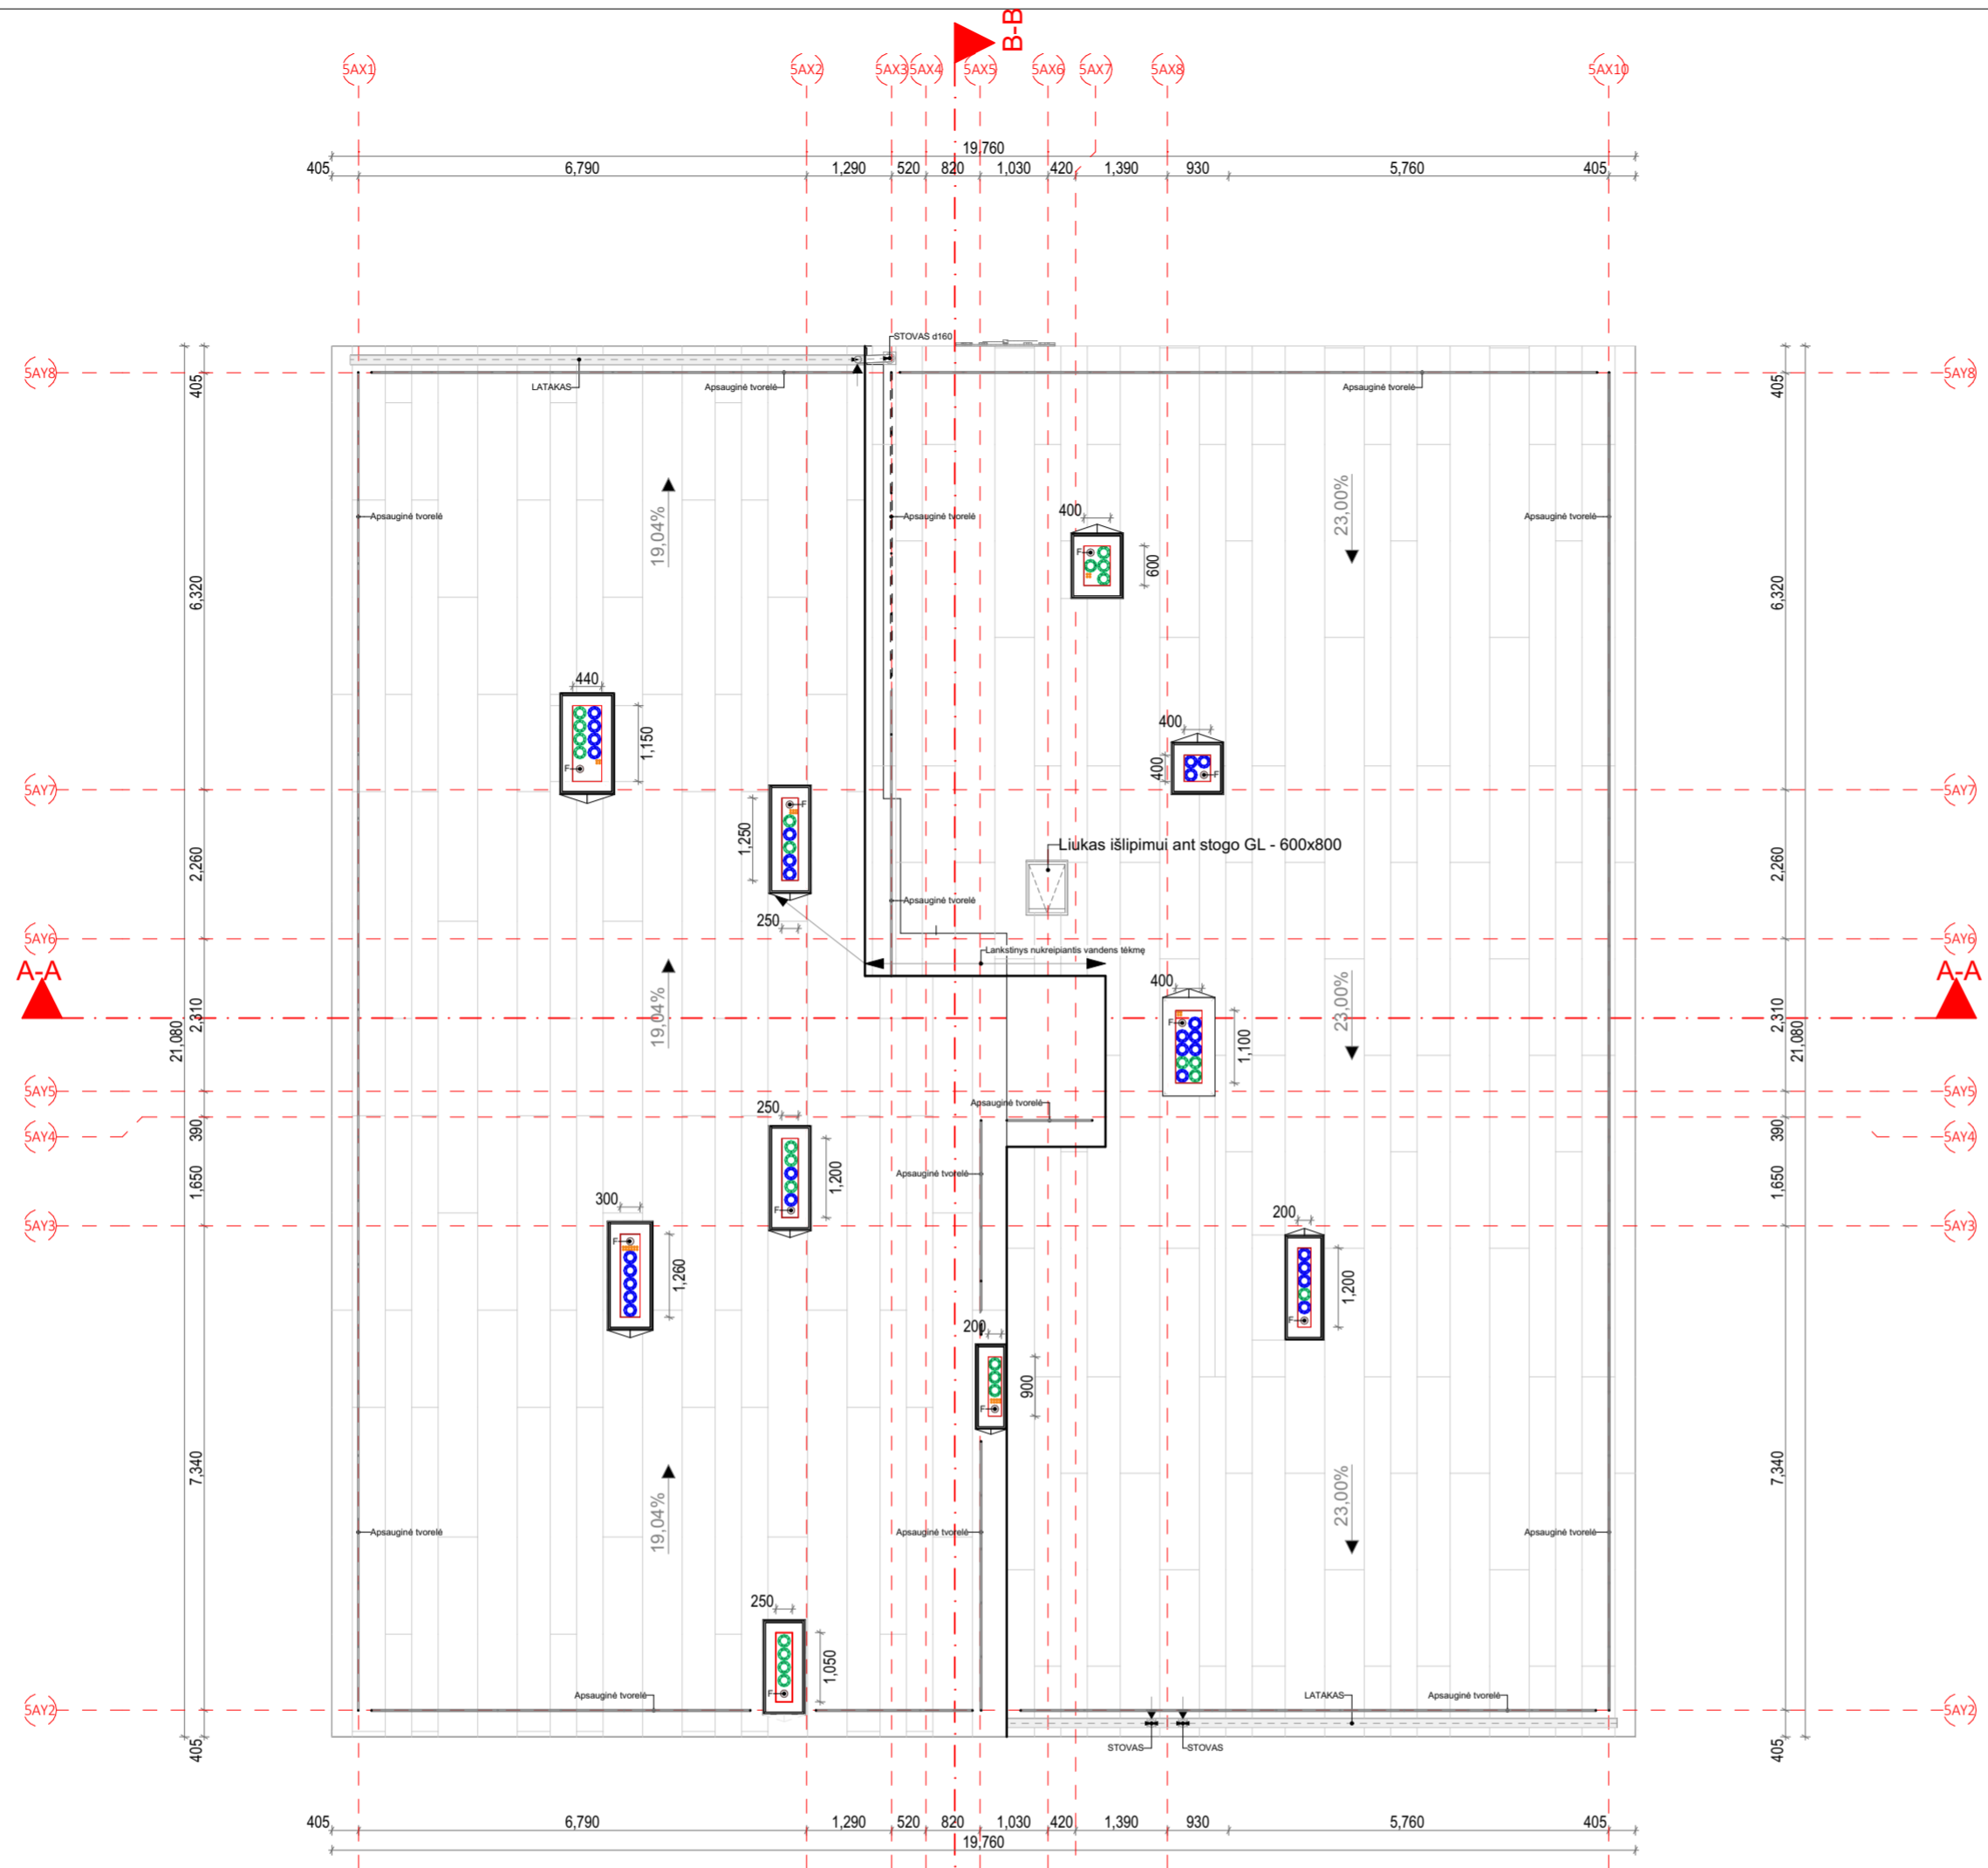 B-B
5AX1 5AX2 5AX3 5AX4 5AX5 5AX6 5AX7 5AX8 5AX10
19,760
405 6,790 1,290 520 820 1,030 420 1,390 930 5,760 405
STOVAS d160
5AY8 5AY8
405 LATAKAS Apsauginė tvorelė Apsauginė tvorelė 405
19,04% 23,00%
Apsauginė tvorelė Apsauginė tvorelė 400 Apsauginė tvorelė
F 600
6,320 6,320
440
1,150 400
F 400 F
5AY7 5AY7
F
1,250
Liukas išlipimui ant stogo GL - 600x800
2,260 2,260
Apsauginė tvorelė
250
5AY6 5AY6
Lankstinys nukreipiantis vandens tėkmę
A-A A-A
400
19,04% 23,00%
2,310 F 2,310
1,100
21,080 21,080
5AY5 5AY5
Apsauginė tvorelė
250
390 390
5AY4 5AY4
Apsauginė tvorelė
1,200
1,650 1,650
300 F 200
5AY3 5AY3
F
1,260 1,200
F
200
900
F
7,340 7,340
19,04% 23,00%
Apsauginė tvorelė Apsauginė tvorelė Apsauginė tvorelė
250
1,050
F
Apsauginė tvorelė LATAKAS Apsauginė tvorelė
5AY2 5AY2
405 STOVAS STOVAS 405
405 6,790 1,290 520 820 1,030 420 1,390 930 5,760 405
19,760